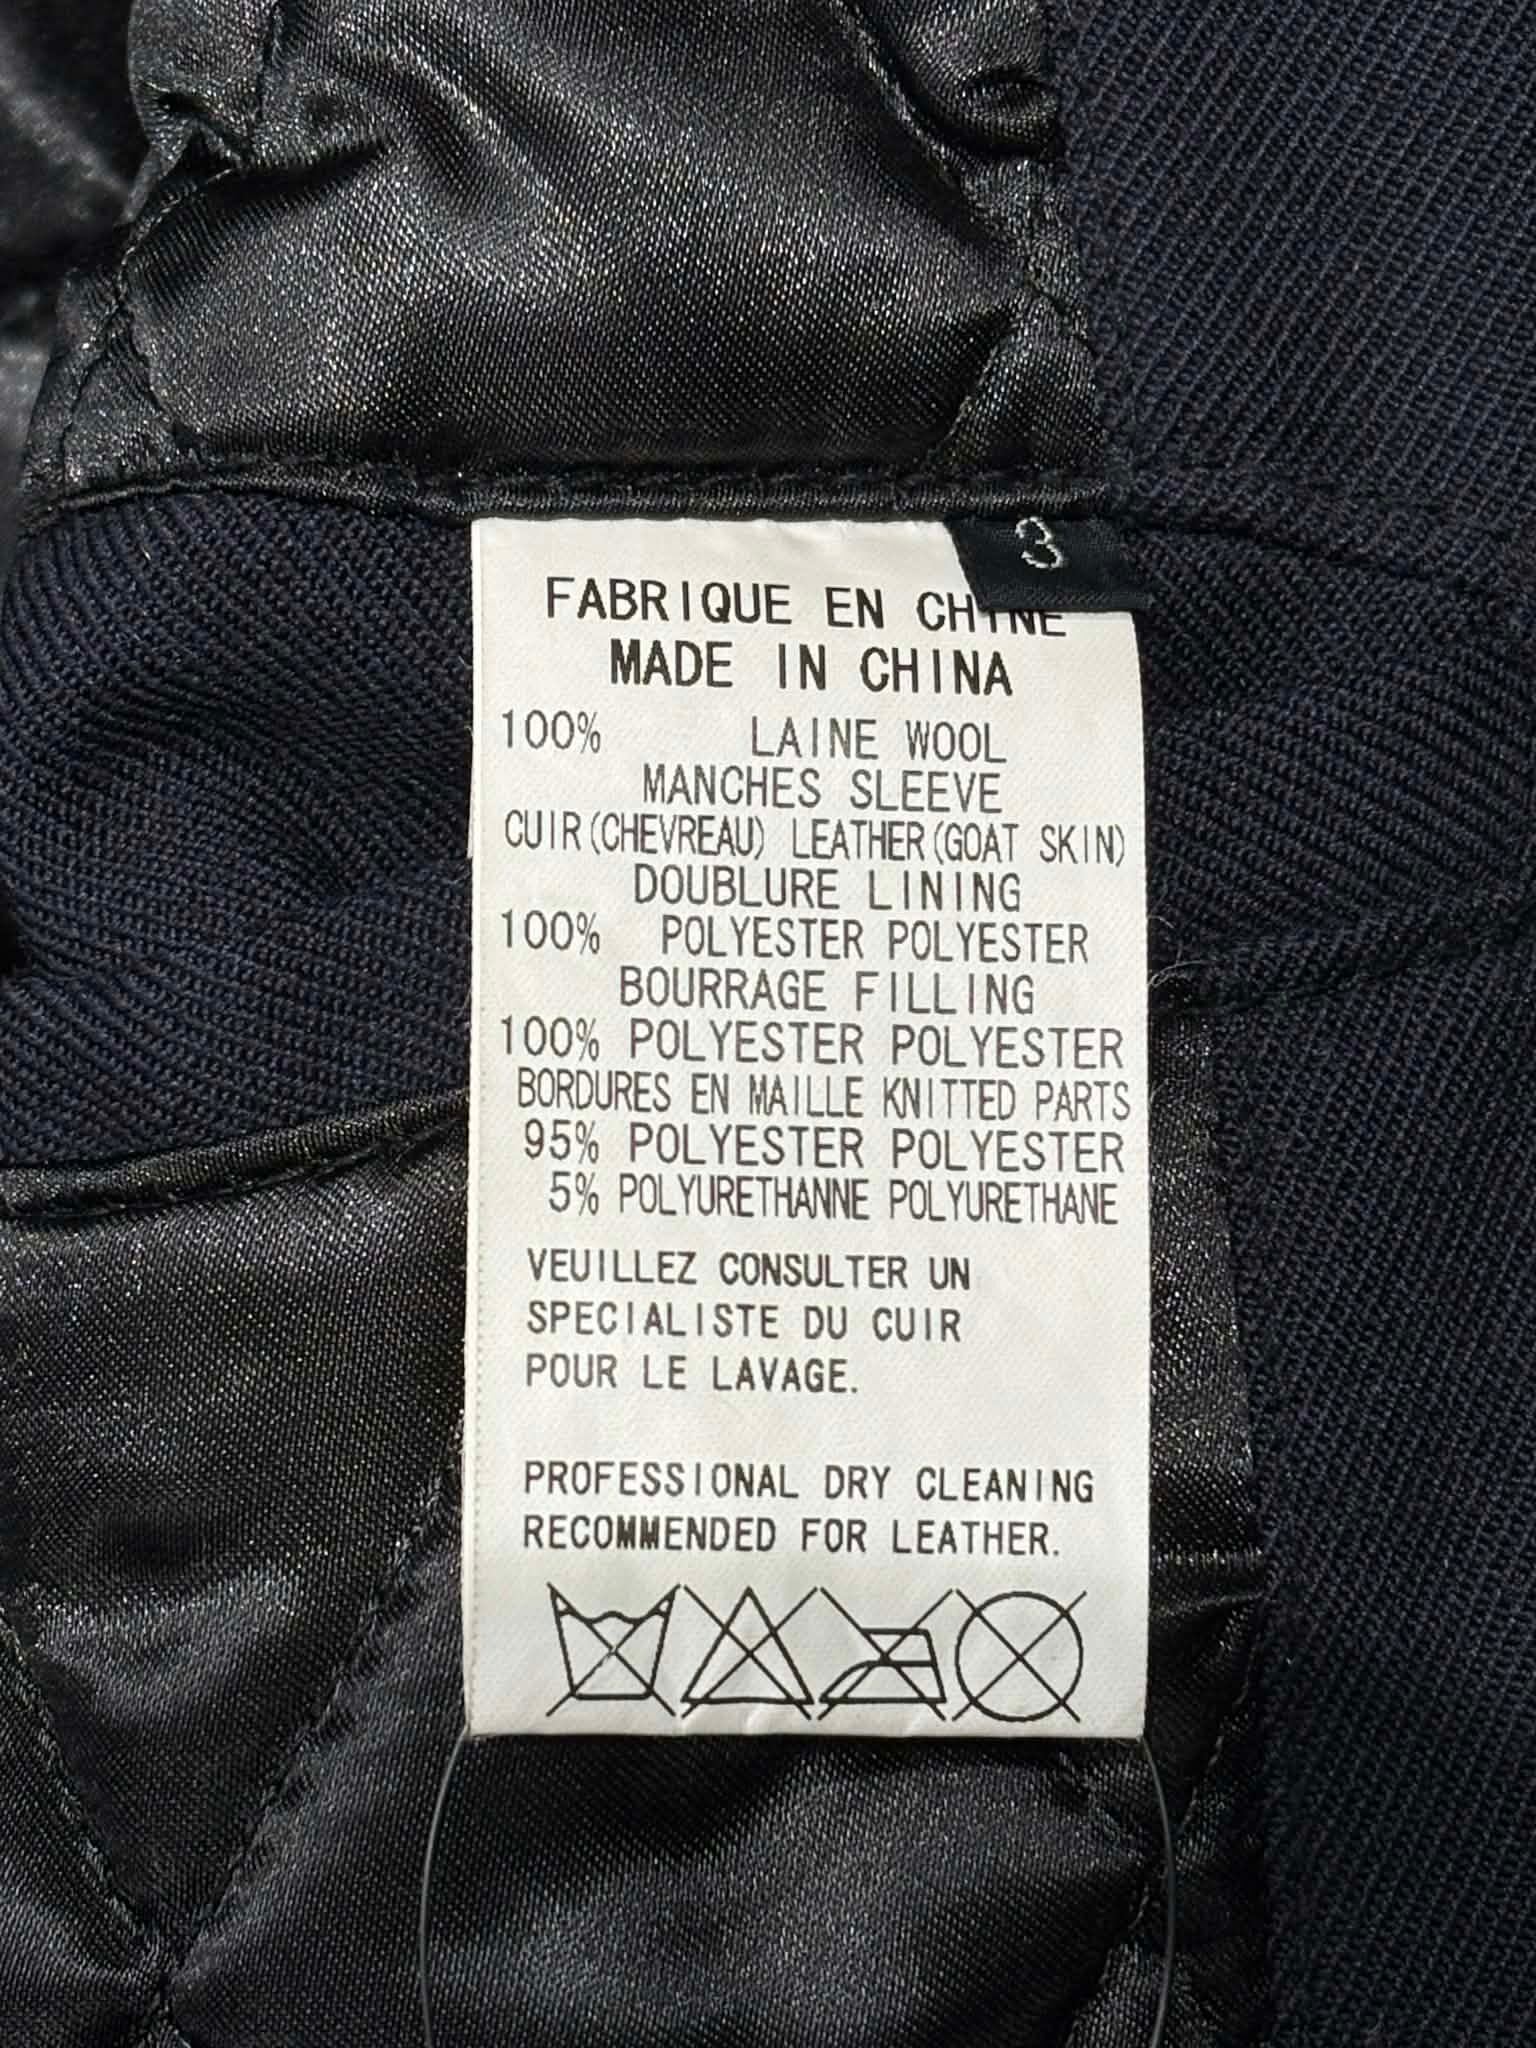 3
FABRIQUE EN CHINE
MADE IN CHINA
100% LAINE WOOL
MANCHES SLEEVE
CUIR(CHEVREAU) LEATHER(GOAT SKIN)
DOUBLURE LINING
100% POLYESTER POLYESTER
BOURRAGE FILLING
100% POLYESTER POLYESTER
BORDURES EN MAILLE KNITTED PARTS
95% POLYESTER POLYESTER
5% POLYURETHANNE POLYURETHANE
VEUILLEZ CONSULTER UN
SPECIALISTE DU CUIR
POUR LE LAVAGE.
PROFESSIONAL DRY CLEANING
RECOMMENDED FOR LEATHER.